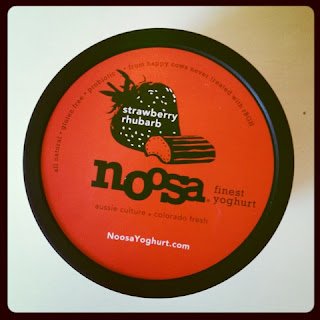 all natural • gluten free • probiotic • from happy cows never treated with rBGH
strawberry
rhubarb
noosa®
finest
yoghurt
aussie culture • colorado fresh
NoosaYoghurt.com